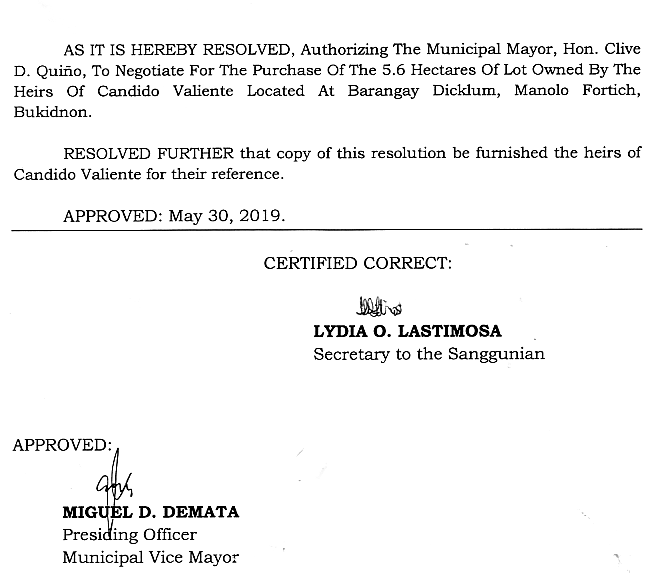 AS IT IS HEREBY RESOLVED, Authorizing The Municipal Mayor, Hon. Clive
D. Quiño, To Negotiate For The Purchase Of The 5.6 Hectares Of Lot Owned By The
Heirs Of Candido Valiente Located At Barangay Dicklum, Manolo Fortich,
Bukidnon.
RESOLVED FURTHER that copy of this resolution be furnished the heirs of
Candido Valiente for their reference.
APPROVED: May 30, 2019.
CERTIFIED CORRECT:
LYDIA O. LASTIMOSA
Secretary to the Sanggunian
APPROVED:
MIGUEL D. DEMATA
Presiding Officer
Municipal Vice Mayor